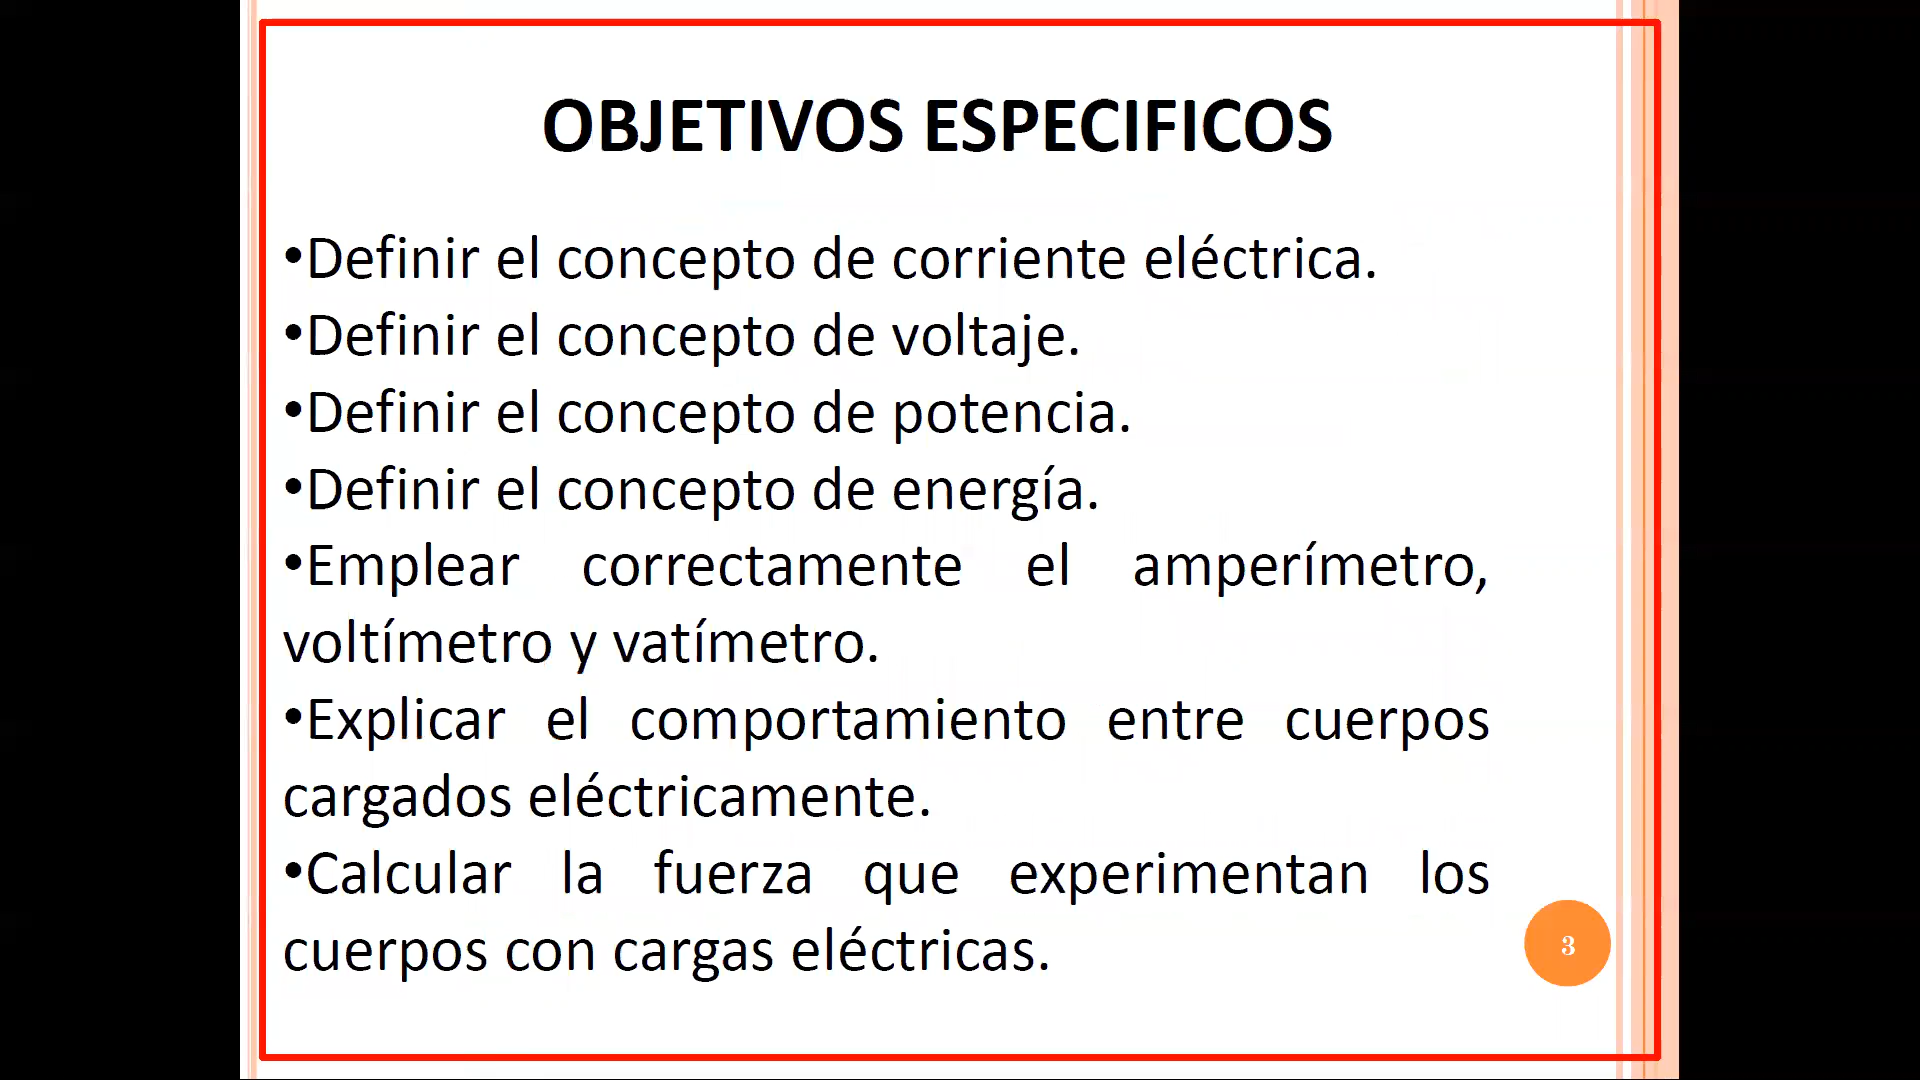 OBJETIVOS ESPECIFICOS
•Definir el concepto de corriente eléctrica.
•Definir el concepto de voltaje.
•Definir el concepto de potencia.
•Definir el concepto de energía.
•Emplear correctamente el amperímetro,
voltímetro y vatímetro.
•Explicar el comportamiento entre cuerpos
cargados eléctricamente.
•Calcular la fuerza que experimentan los
cuerpos con cargas eléctricas.
3